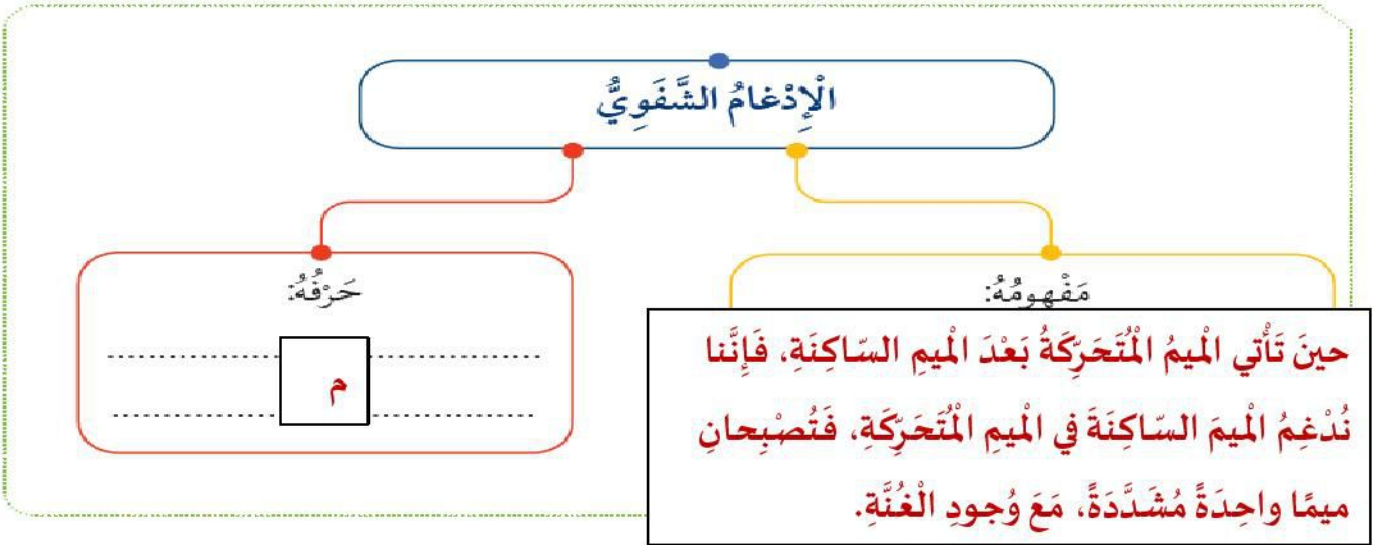 الْإِدْغامُ الشَّفَوِيُّ
مَفْهومُهُ:
حينَ تَأْتي الْميمُ الْمُتَحَرِّكَةُ بَعْدَ الْميمِ السّاكِنَةِ، فَإِنَّنا
نُدْغِمُ الْميمَ السّاكِنَةَ في الْميمِ الْمُتَحَرِّكَةِ، فَتُصْبِحانِ
ميمًا واحِدَةً مُشَدَّدَةً، مَعَ وُجودِ الْغُنَّةِ.
حَرْفُهُ:
م